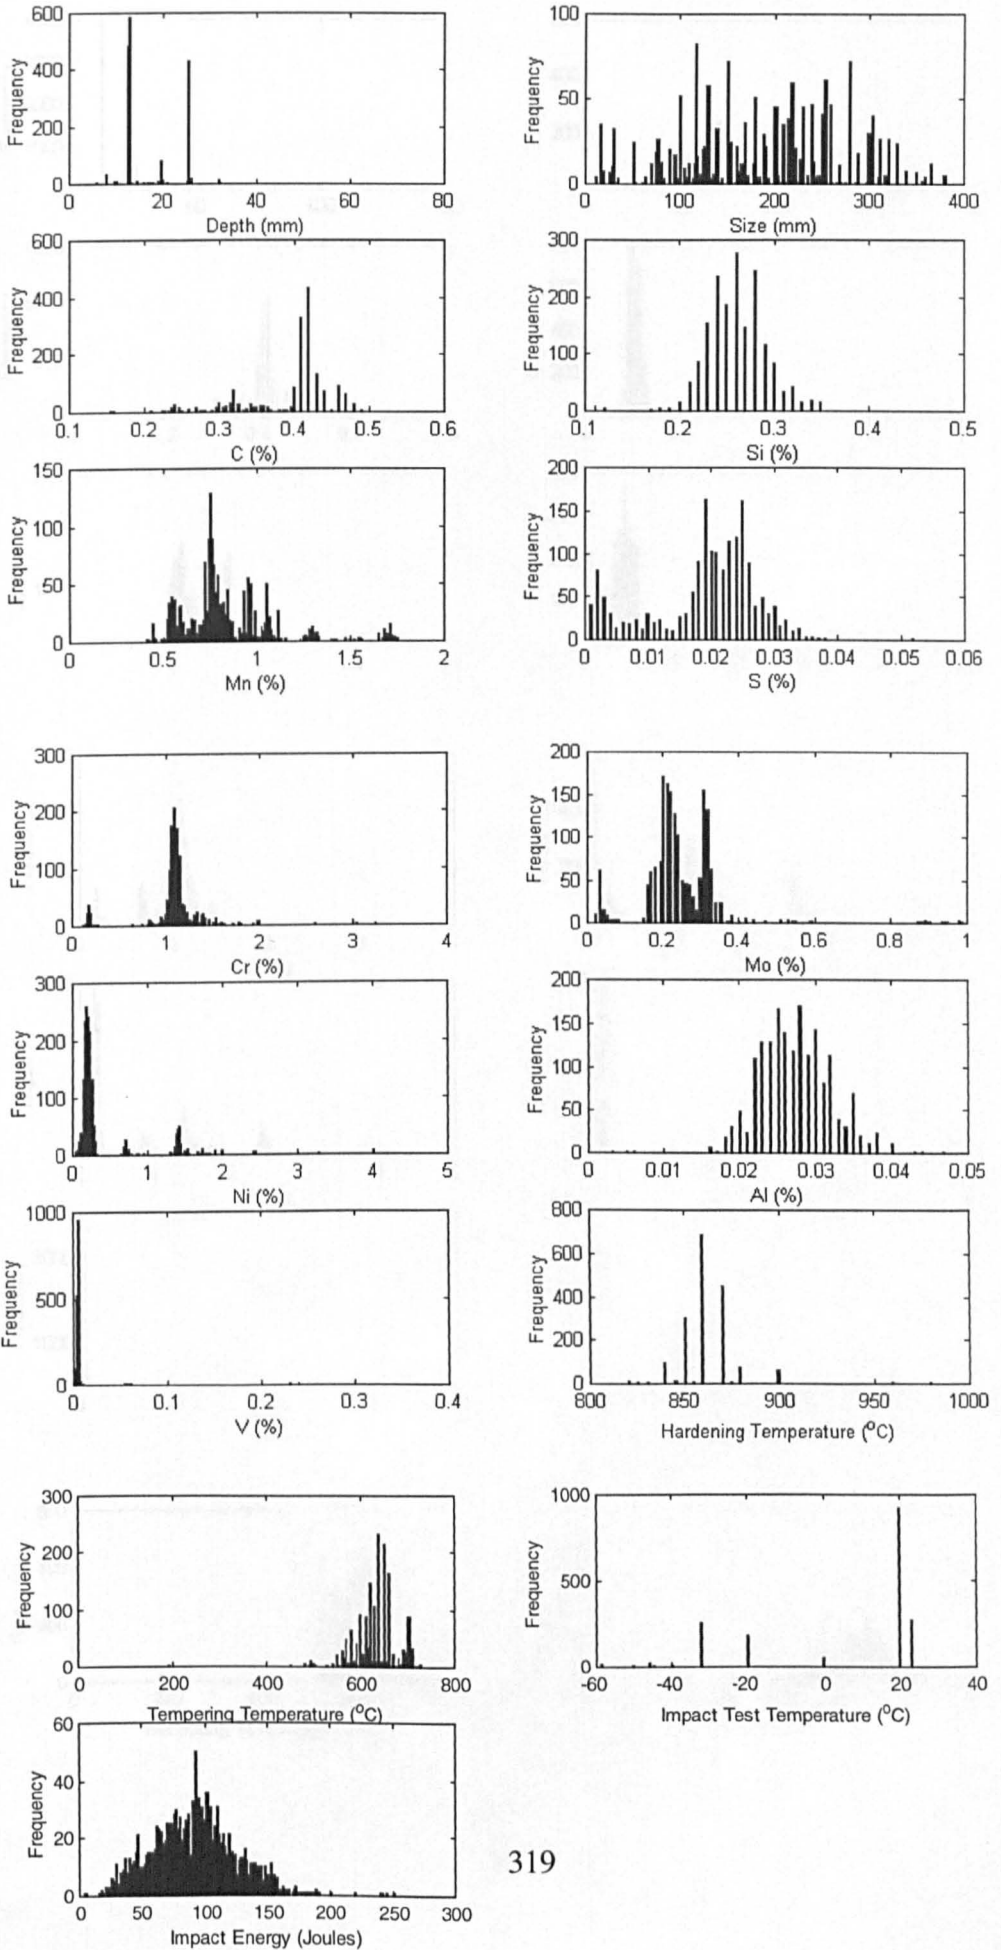 600
400
200
0
Frequency
0 20 40 60 80
Depth (mm)
100
50
0
Frequency
0 100 200 300 400
Size (mm)
600
400
200
0
Frequency
0.1 0.2 0.3 0.4 0.5 0.6
C (%)
300
200
100
0
Frequency
0.1 0.2 0.3 0.4 0.5
Si (%)
150
100
50
0
Frequency
0 0.5 1 1.5 2
Mn (%)
200
150
100
50
0
Frequency
0 0.01 0.02 0.03 0.04 0.05 0.06
S (%)
300
200
100
0
Frequency
0 1 2 3 4
Cr (%)
200
150
100
50
0
Frequency
0 0.2 0.4 0.6 0.8 1
Mo (%)
300
200
100
0
Frequency
0 1 2 3 4 5
Ni (%)
200
150
100
50
0
Frequency
0 0.01 0.02 0.03 0.04 0.05
Al (%)
1000
500
0
Frequency
0 0.1 0.2 0.3 0.4
V (%)
800
600
400
200
0
Frequency
800 850 900 950 1000
Hardening Temperature (°C)
300
200
100
0
Frequency
0 200 400 600 800
Tempering Temperature (°C)
1000
500
0
Frequency
-60 -40 -20 0 20 40
Impact Test Temperature (°C)
60
40
20
0
Frequency
0 50 100 150 200 250 300
Impact Energy (Joules)
319